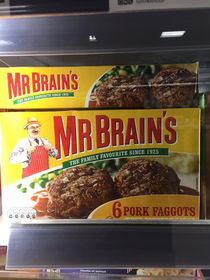 MR BRAIN'S
THE FAMILY FAVOURITE SINCE 1925
MR BRAIN'S
THE FAMILY FAVOURITE SINCE 1925
6 PORK FAGGOTS